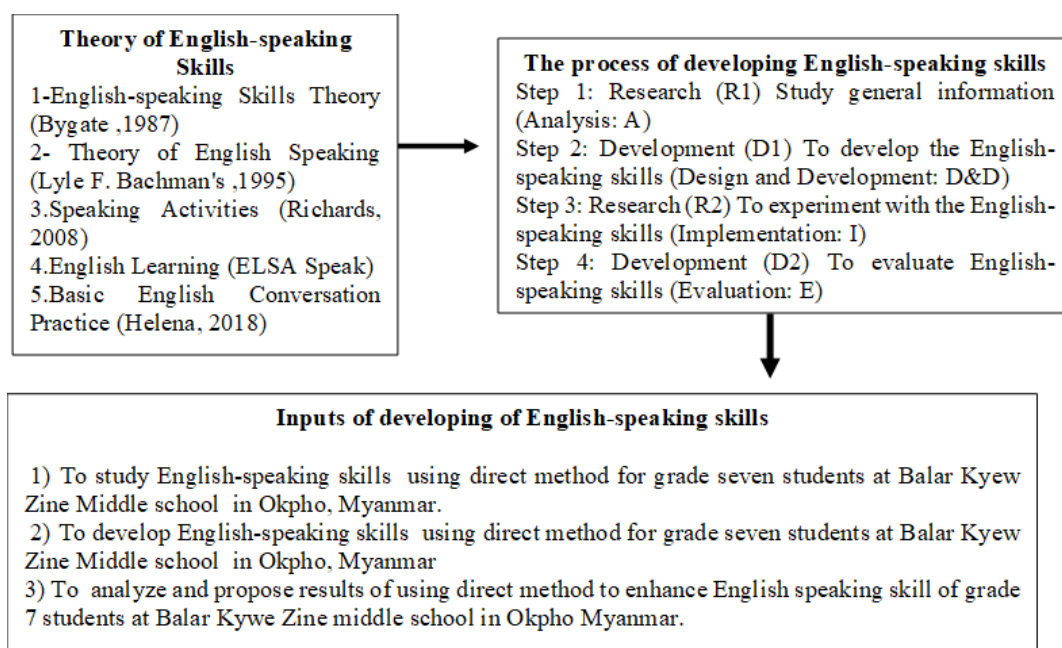 Theory of English-speaking
Skills
1-English-speaking Skills Theory
(Bygate ,1987)
2- Theory of English Speaking
(Lyle F. Bachman's ,1995)
3.Speaking Activities (Richards,
2008)
4.English Learning (ELSA Speak)
5.Basic English Conversation
Practice (Helena, 2018)
The process of developing English-speaking skills
Step 1: Research (R1) Study general information
(Analysis: A)
Step 2: Development (D1) To develop the English-
speaking skills (Design and Development: D&D)
Step 3: Research (R2) To experiment with the English-
speaking skills (Implementation: I)
Step 4: Development (D2) To evaluate English-
speaking skills (Evaluation: E)
Inputs of developing of English-speaking skills
1) To study English-speaking skills using direct method for grade seven students at Balar Kyew
Zine Middle school in Okpho, Myanmar.
2) To develop English-speaking skills using direct method for grade seven students at Balar Kyew
Zine Middle school in Okpho, Myanmar
3) To analyze and propose results of using direct method to enhance English speaking skill of grade
7 students at Balar Kywe Zine middle school in Okpho Myanmar.